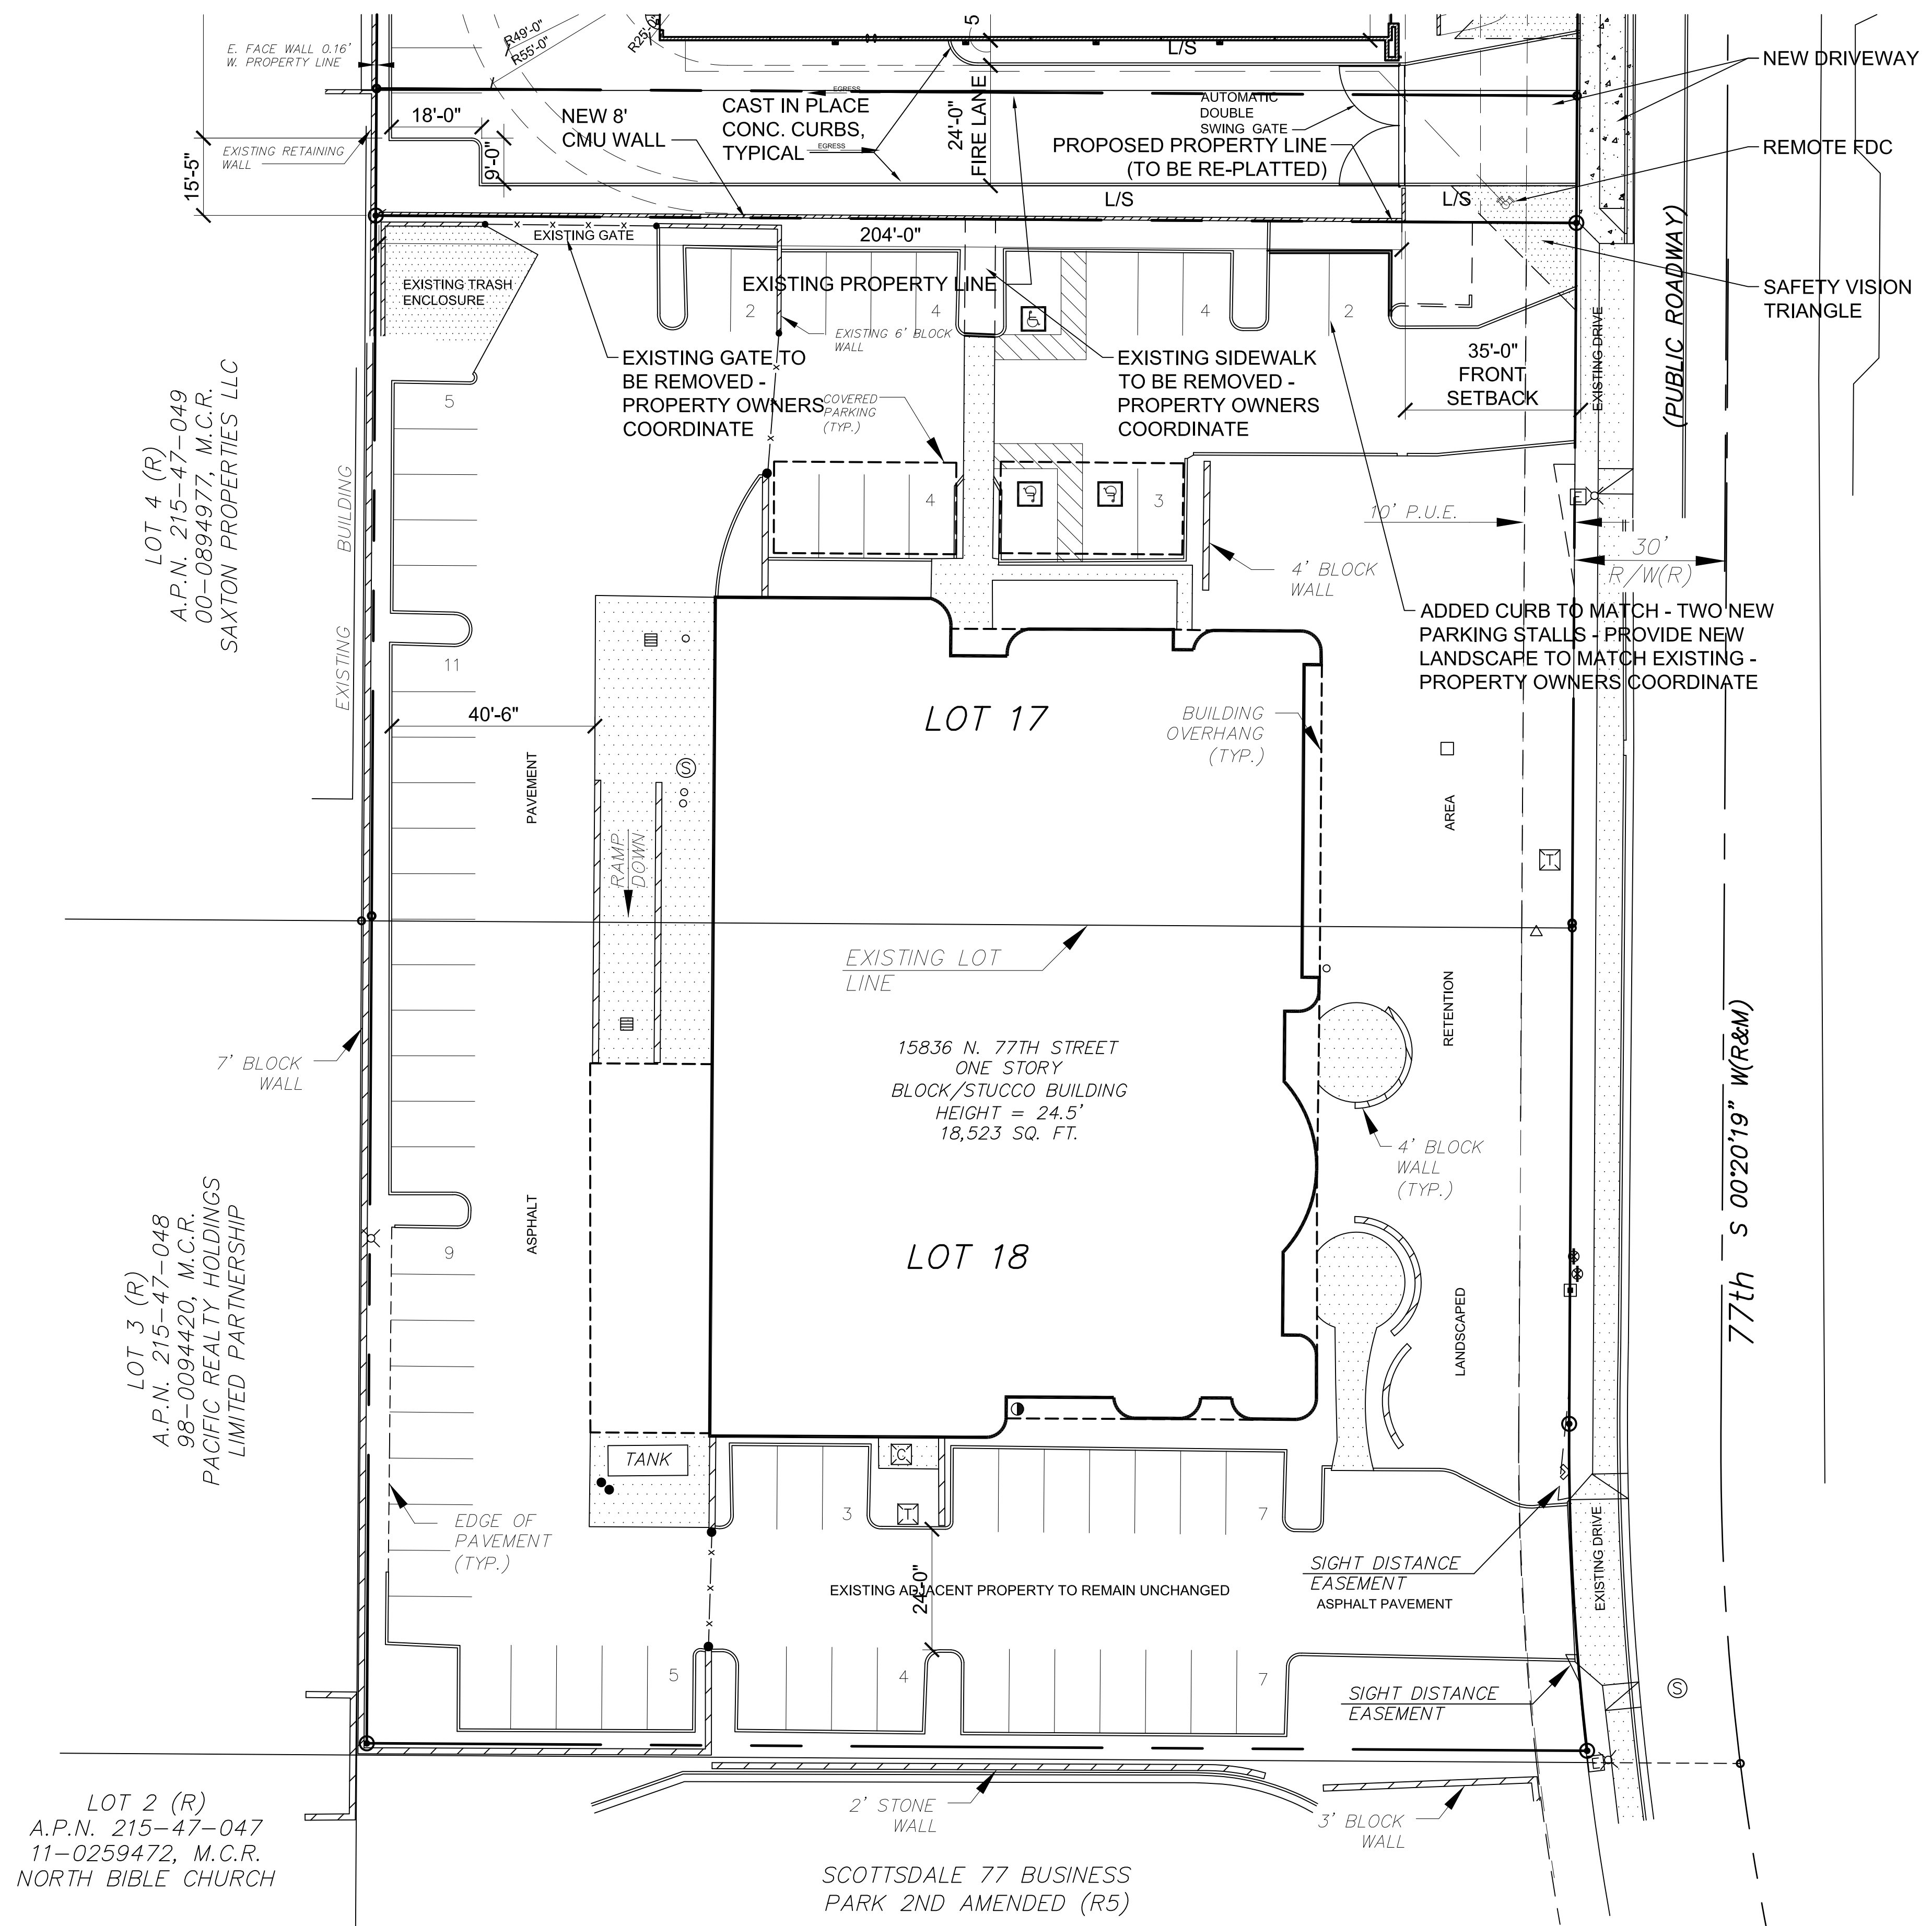 E. FACE WALL 0.16'
W. PROPERTY LINE
R49'-0"
R55'-0"
R25'-0"
5
L/S
NEW DRIVEWAY
EGRESS
18'-0"
NEW 8'
CMU WALL
CAST IN PLACE
CONC. CURBS,
TYPICAL
EGRESS
24'-0"
FIRE LANE
AUTOMATIC
DOUBLE
SWING GATE
PROPOSED PROPERTY LINE
(TO BE RE-PLATTED)
REMOTE FDC
EXISTING RETAINING
WALL
15'-5"
9'-0"
L/S
L/S
EXISTING GATE
204'-0"
(PUBLIC ROADWAY)
EXISTING TRASH
ENCLOSURE
EXISTING PROPERTY LINE
SAFETY VISION
TRIANGLE
2
4
4
2
EXISTING 6' BLOCK
WALL
EXISTING GATE TO
BE REMOVED -
PROPERTY OWNERS
COORDINATE
EXISTING SIDEWALK
TO BE REMOVED -
PROPERTY OWNERS
COORDINATE
35'-0"
FRONT
SETBACK
EXISTING DRIVE
COVERED
PARKING
(TYP.)
5
LOT 4 (R)
A.P.N. 215-47-049
00-0894977, M.C.R.
SAXTON PROPERTIES LLC
EXISTING BUILDING
4
3
E
10' P.U.E.
30'
R/W(R)
4' BLOCK
WALL
ADDED CURB TO MATCH - TWO NEW
PARKING STALLS - PROVIDE NEW
LANDSCAPE TO MATCH EXISTING -
PROPERTY OWNERS COORDINATE
11
40'-6"
LOT 17
BUILDING
OVERHANG
(TYP.)
S
PAVEMENT
RAMP
DOWN
AREA
T
EXISTING LOT
LINE
RETENTION
7' BLOCK
WALL
15836 N. 77TH STREET
ONE STORY
BLOCK/STUCCO BUILDING
HEIGHT = 24.5'
18,523 SQ. FT.
4' BLOCK
WALL
(TYP.)
77th S 00°20'19" W(R&M)
LOT 3 (R)
A.P.N. 215-47-048
98-0094420, M.C.R.
PACIFIC REALTY HOLDINGS
LIMITED PARTNERSHIP
ASPHALT
9
LOT 18
LANDSCAPED
TANK
C
T
EDGE OF
PAVEMENT
(TYP.)
3
7
24'-0"
SIGHT DISTANCE
EASEMENT
EXISTING DRIVE
EXISTING ADJACENT PROPERTY TO REMAIN UNCHANGED
ASPHALT PAVEMENT
5
4
7
SIGHT DISTANCE
EASEMENT
S
E
2' STONE
WALL
3' BLOCK
WALL
LOT 2 (R)
A.P.N. 215-47-047
11-0259472, M.C.R.
NORTH BIBLE CHURCH
SCOTTSDALE 77 BUSINESS
PARK 2ND AMENDED (R5)